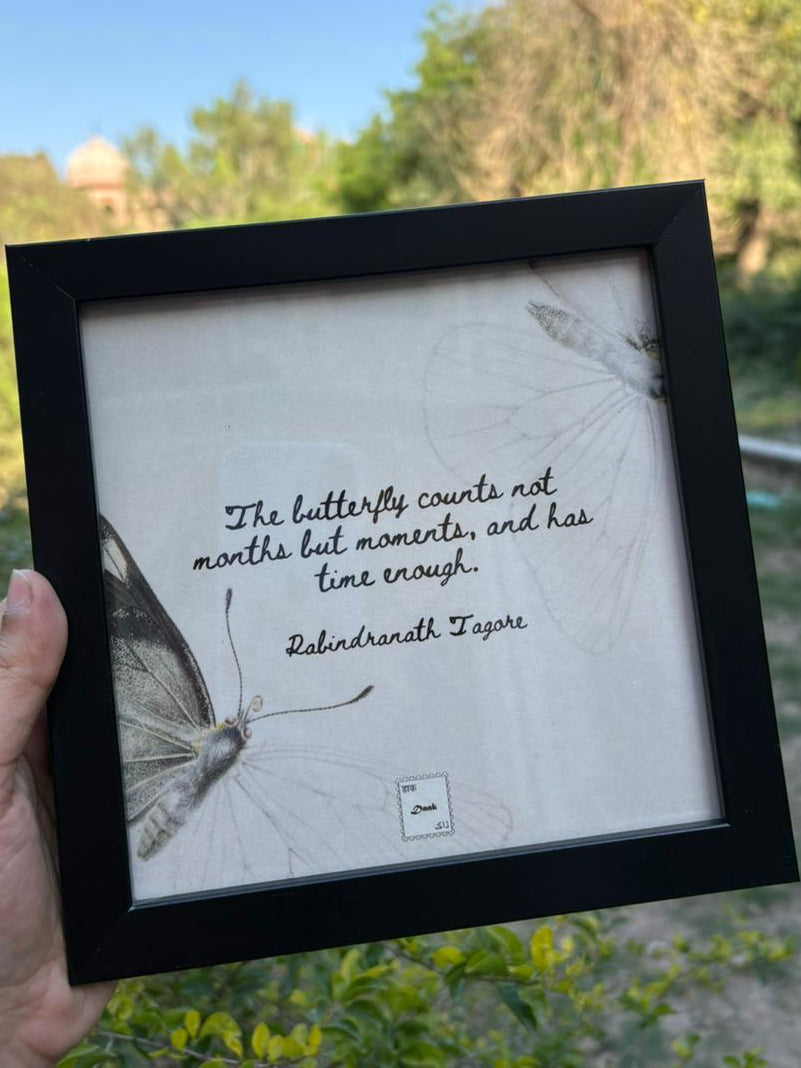 The butterfly counts not
months but moments, and has
time enough.
Rabindranath Tagore
डाक
Daak